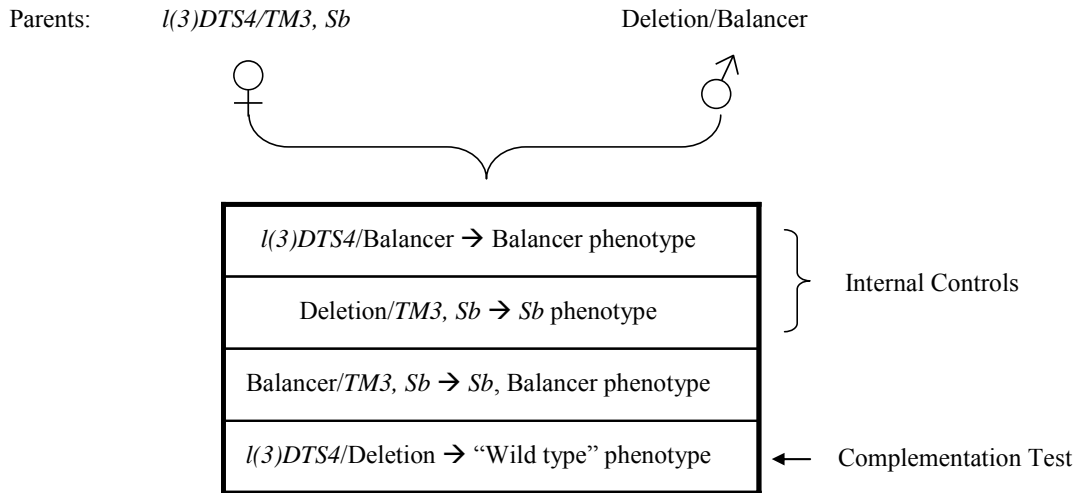 Parents: l(3)DTS4/TM3, Sb Deletion/Balancer
l(3)DTS4/Balancer → Balancer phenotype
Internal Controls
Deletion/TM3, Sb → Sb phenotype
Balancer/TM3, Sb → Sb, Balancer phenotype
l(3)DTS4/Deletion → “Wild type” phenotype
Complementation Test